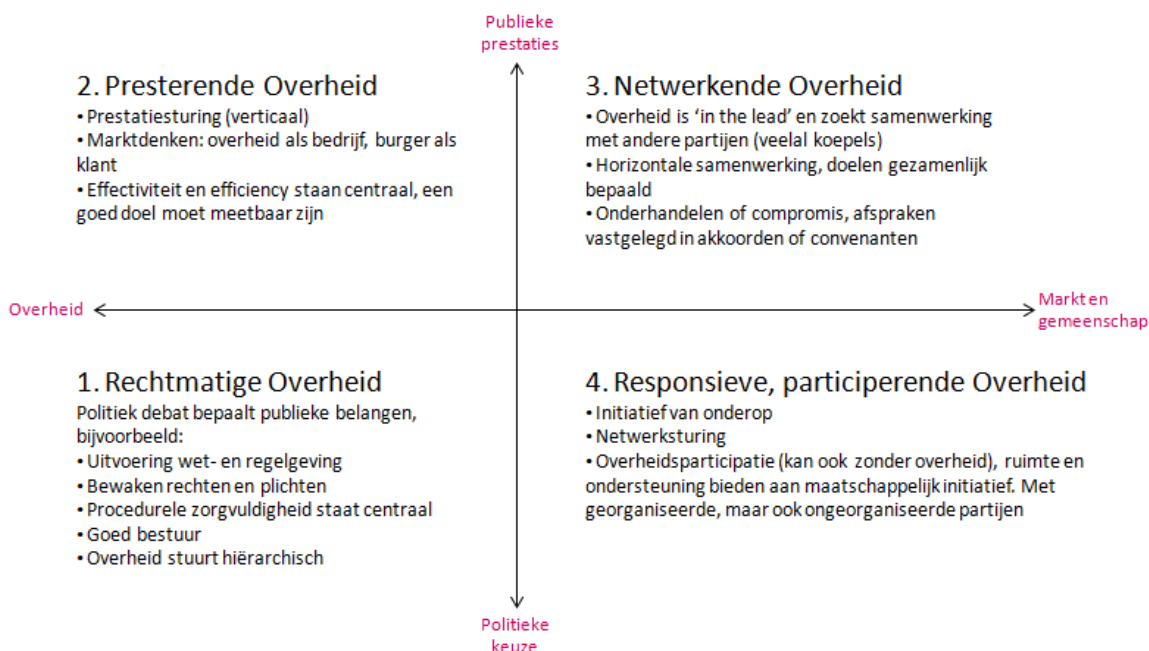 Publieke
prestaties
2. Presterende Overheid
• Prestatiesturing (verticaal)
• Marktdenken: overheid als bedrijf, burger als
klant
• Effectiviteit en efficiency staan centraal, een
goed doel moet meetbaar zijn
3. Netwerkende Overheid
• Overheid is ‘in the lead’ en zoekt samenwerking
met andere partijen (veelal koepels)
• Horizontale samenwerking, doelen gezamenlijk
bepaald
• Onderhandelen of compromis, afspraken
vastgelegd in akkoorden of convenanten
Overheid
Markt en
gemeenschap
1. Rechtmatige Overheid
Politiek debat bepaalt publieke belangen,
bijvoorbeeld:
• Uitvoering wet- en regelgeving
• Bewaken rechten en plichten
• Procedurele zorgvuldigheid staat centraal
• Goed bestuur
• Overheid stuurt hiërarchisch
4. Responsieve, participerende Overheid
• Initiatief van onderop
• Netwerksturing
• Overheidsparticipatie (kan ook zonder overheid), ruimte en
ondersteuning bieden aan maatschappelijk initiatief. Met
georganiseerde, maar ook ongeorganiseerde partijen
Politieke
keuze